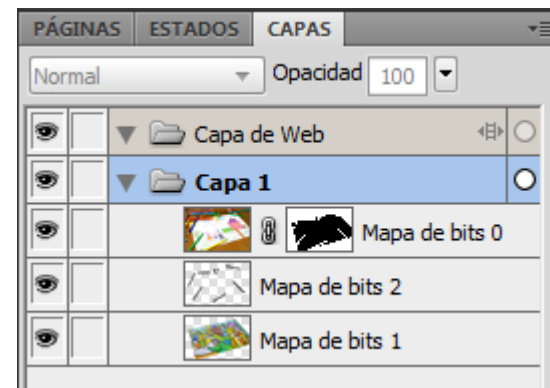 PÁGINAS ESTADOS CAPAS
Normal Opacidad 100
Capa de Web
Capa 1
Mapa de bits 0
Mapa de bits 2
Mapa de bits 1